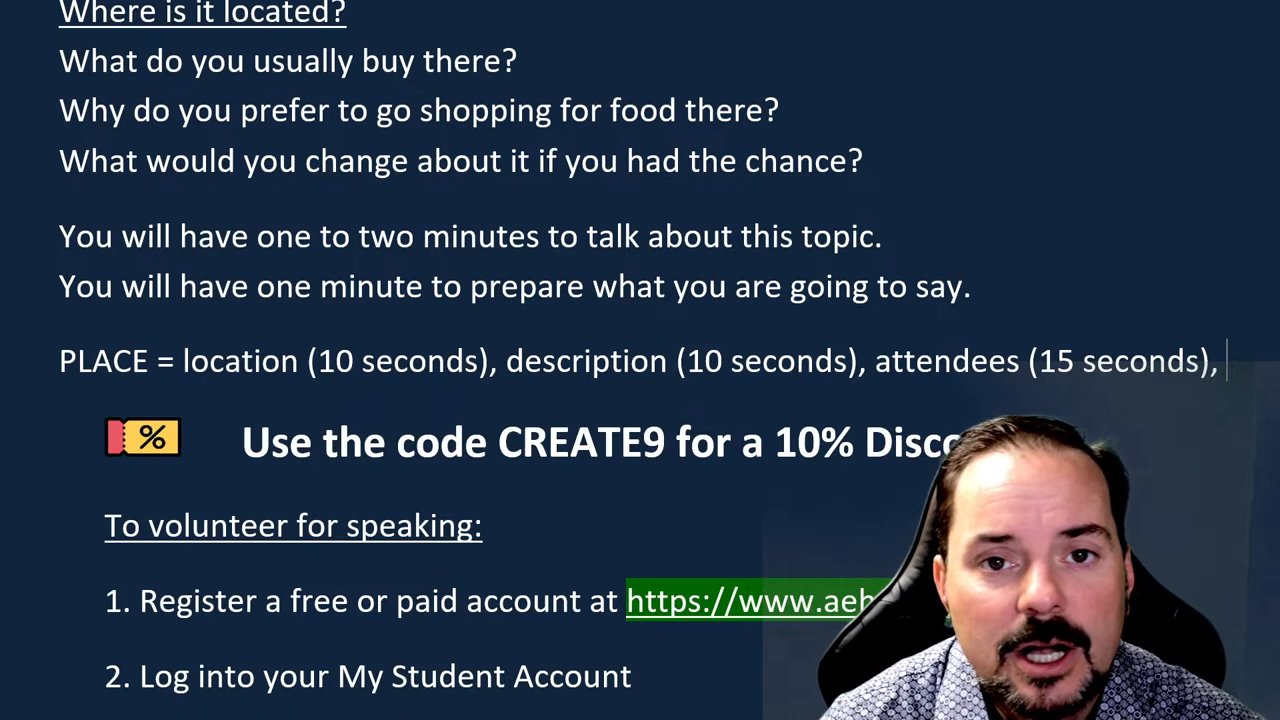 Where is it located?
What do you usually buy there?
Why do you prefer to go shopping for food there?
What would you change about it if you had the chance?
You will have one to two minutes to talk about this topic.
You will have one minute to prepare what you are going to say.
PLACE = location (10 seconds), description (10 seconds), attendees (15 seconds),
% Use the code CREATE9 for a 10% Disco
To volunteer for speaking:
1. Register a free or paid account at https://www.aeh
2. Log into your My Student Account